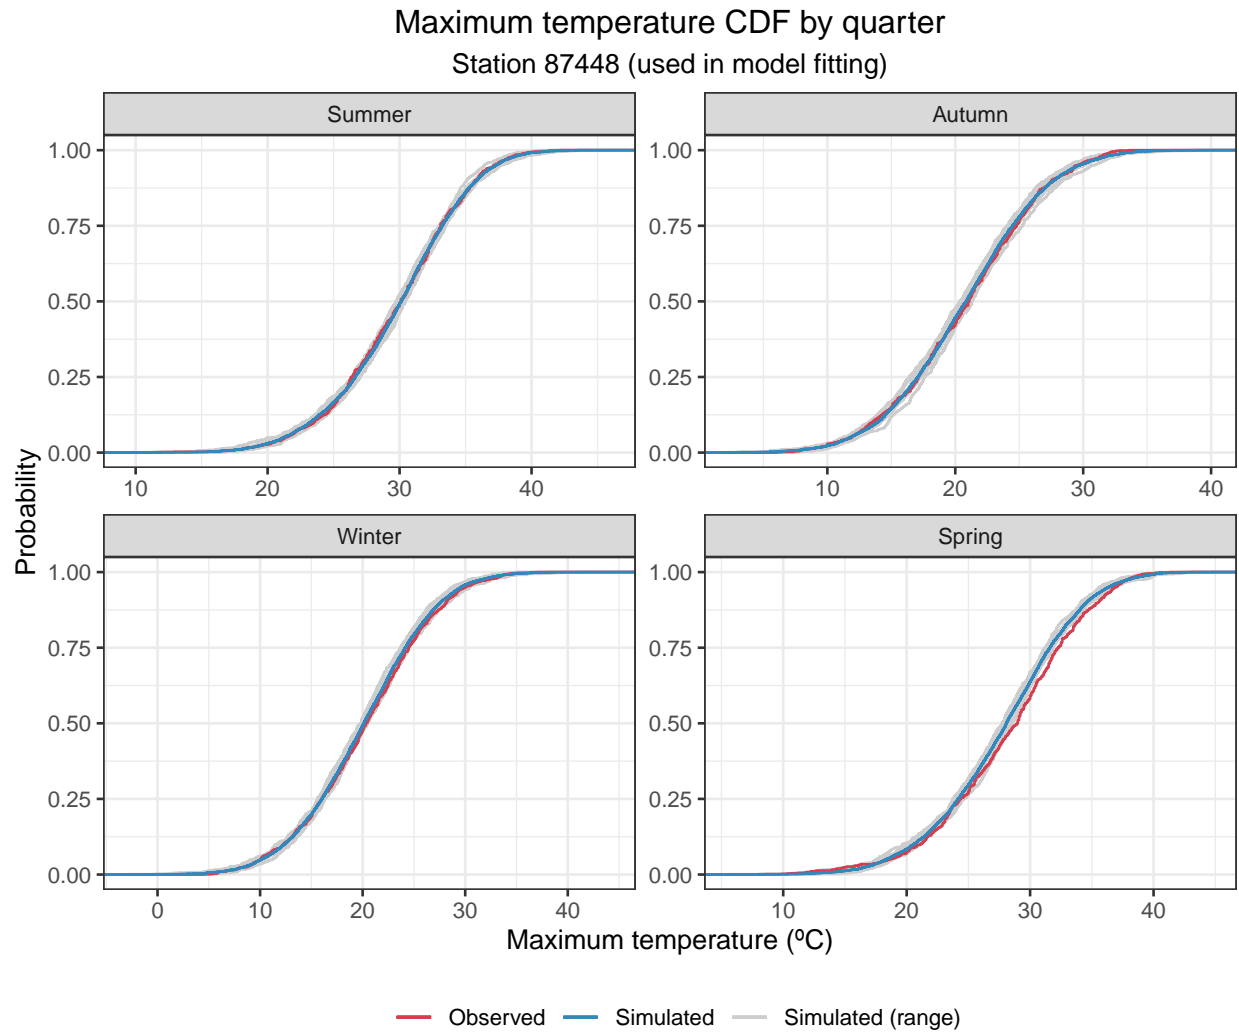 Maximum temperature CDF by quarter
Station 87448 (used in model fitting)
Summer
Autumn
1.00
0.75
0.50
0.25
0.00
10 20 30 40
1.00
0.75
0.50
0.25
0.00
10 20 30 40
Probability
Winter
Spring
1.00
0.75
0.50
0.25
0.00
0 10 20 30 40
1.00
0.75
0.50
0.25
0.00
10 20 30 40
Maximum temperature (ºC)
Observed Simulated Simulated (range)